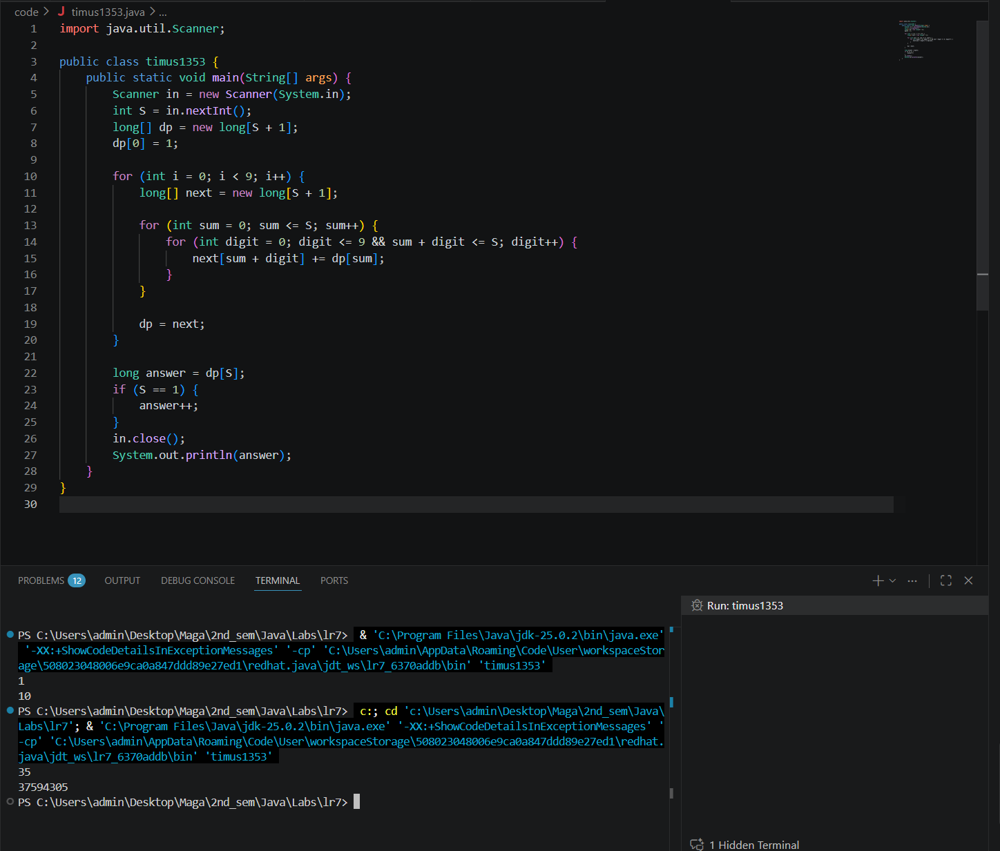 code > J timus1353.java > ...
1 import java.util.Scanner;
2
3 public class timus1353 {
4     public static void main(String[] args) {
5         Scanner in = new Scanner(System.in);
6         int S = in.nextInt();
7         long[] dp = new long[S + 1];
8         dp[0] = 1;
9
10         for (int i = 0; i < 9; i++) {
11             long[] next = new long[S + 1];
12
13             for (int sum = 0; sum <= S; sum++) {
14                 for (int digit = 0; digit <= 9 && sum + digit <= S; digit++) {
15                     next[sum + digit] += dp[sum];
16                 }
17             }
18
19             dp = next;
20         }
21
22         long answer = dp[S];
23         if (S == 1) {
24             answer++;
25         }
26         in.close();
27         System.out.println(answer);
28     }
29 }
30
PROBLEMS 12 OUTPUT DEBUG CONSOLE TERMINAL PORTS
Run: timus1353
PS C:\Users\admin\Desktop\Maga\2nd_sem\Java\Labs\lr7>  & 'C:\Program Files\Java\jdk-25.0.2\bin\java.exe'
 '-XX:+ShowCodeDetailsInExceptionMessages' '-cp' 'C:\Users\admin\AppData\Roaming\Code\User\workspaceStor
age\508023048006e9ca0a847ddd89e27ed1\redhat.java\jdt_ws\lr7_6370addb\bin' 'timus1353'
1
10
PS C:\Users\admin\Desktop\Maga\2nd_sem\Java\Labs\lr7>  c:; cd 'c:\Users\admin\Desktop\Maga\2nd_sem\Java\
Labs\lr7'; & 'C:\Program Files\Java\jdk-25.0.2\bin\java.exe' '-XX:+ShowCodeDetailsInExceptionMessages' '
-cp' 'C:\Users\admin\AppData\Roaming\Code\User\workspaceStorage\508023048006e9ca0a847ddd89e27ed1\redhat.
java\jdt_ws\lr7_6370addb\bin' 'timus1353'
35
37594305
PS C:\Users\admin\Desktop\Maga\2nd_sem\Java\Labs\lr7>
1 Hidden Terminal